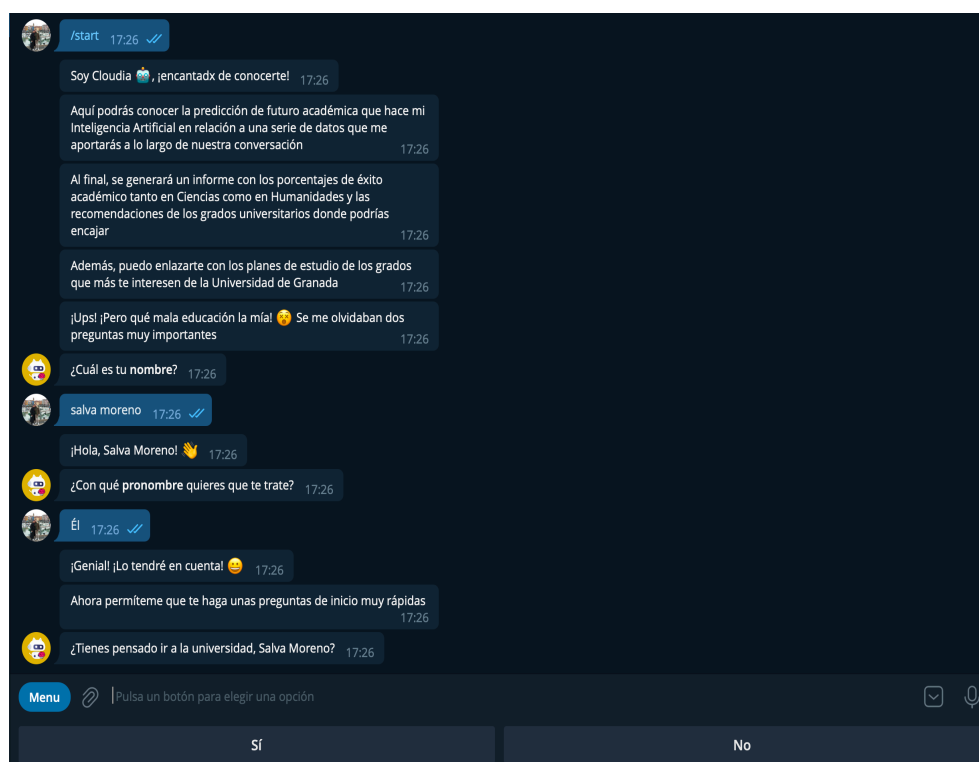 /start 17:26
Soy Cloudia 🤖, ¡encantadx de conocerte! 17:26
Aquí podrás conocer la predicción de futuro académica que hace mi
Inteligencia Artificial en relación a una serie de datos que me
aportarás a lo largo de nuestra conversación 17:26
Al final, se generará un informe con los porcentajes de éxito
académico tanto en Ciencias como en Humanidades y las
recomendaciones de los grados universitarios donde podrías
encajar 17:26
Además, puedo enlazarte con los planes de estudio de los grados
que más te interesen de la Universidad de Granada 17:26
¡Ups! ¡Pero qué mala educación la mía! 😵 Se me olvidaban dos
preguntas muy importantes 17:26
¿Cuál es tu nombre? 17:26
salva moreno 17:26
¡Hola, Salva Moreno! 👋 17:26
¿Con qué pronombre quieres que te trate? 17:26
Él 17:26
¡Genial! ¡Lo tendré en cuenta! 😀 17:26
Ahora permíteme que te haga unas preguntas de inicio muy rápidas
17:26
¿Tienes pensado ir a la universidad, Salva Moreno? 17:26
Menu Pulsa un botón para elegir una opción
Sí No